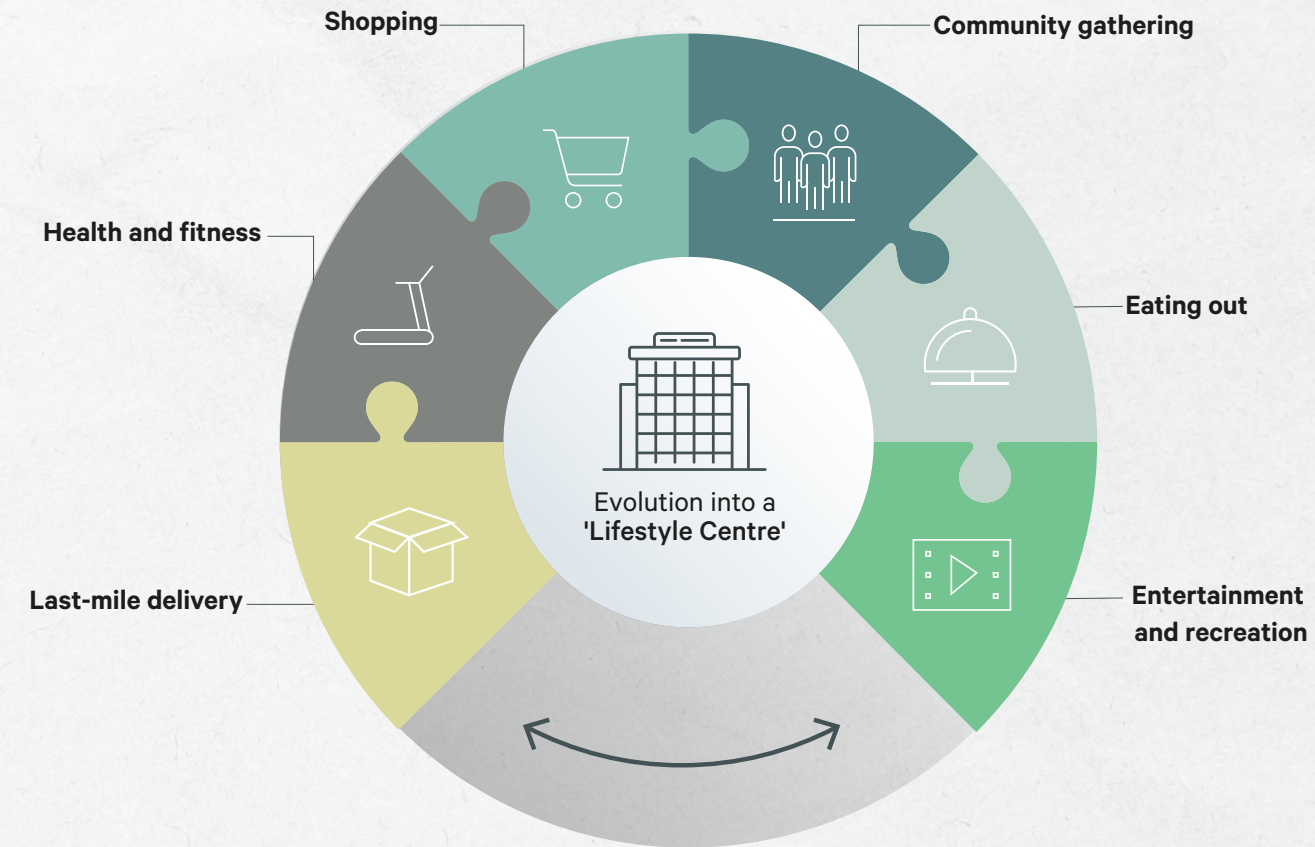 Shopping
Community gathering
Health and fitness
Eating out
Evolution into a
'Lifestyle Centre'
Last-mile delivery
Entertainment
and recreation